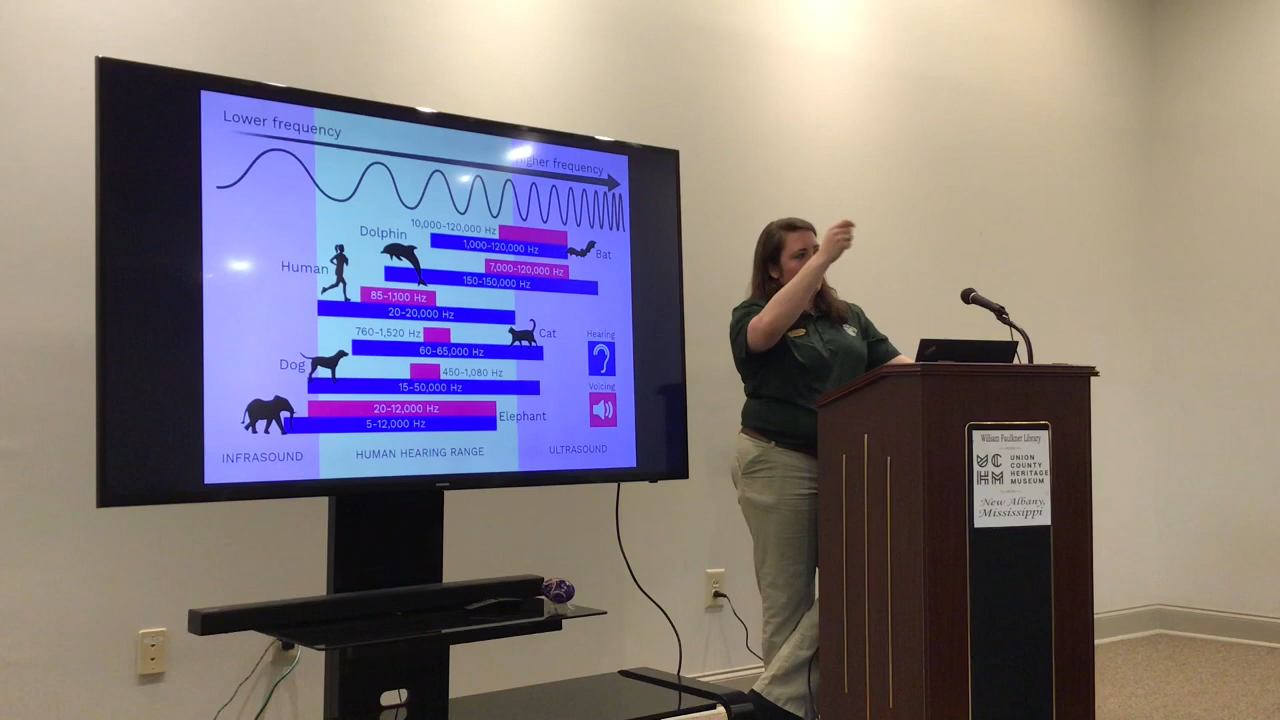 Lower frequency
Higher frequency
10,000-120,000 Hz
Dolphin
1,000-120,000 Hz
Bat
Human
7,000-120,000 Hz
150-150,000 Hz
85-1,100 Hz
20-20,000 Hz
760-1,520 Hz
Cat
Hearing
60-65,000 Hz
Dog
450-1,080 Hz
15-50,000 Hz
Voicing
20-12,000 Hz
5-12,000 Hz
Elephant
INFRASOUND
HUMAN HEARING RANGE
ULTRASOUND
William Faulkner Library
UC
HM
UNION
COUNTY
HERITAGE
MUSEUM
New Albany,
Mississippi